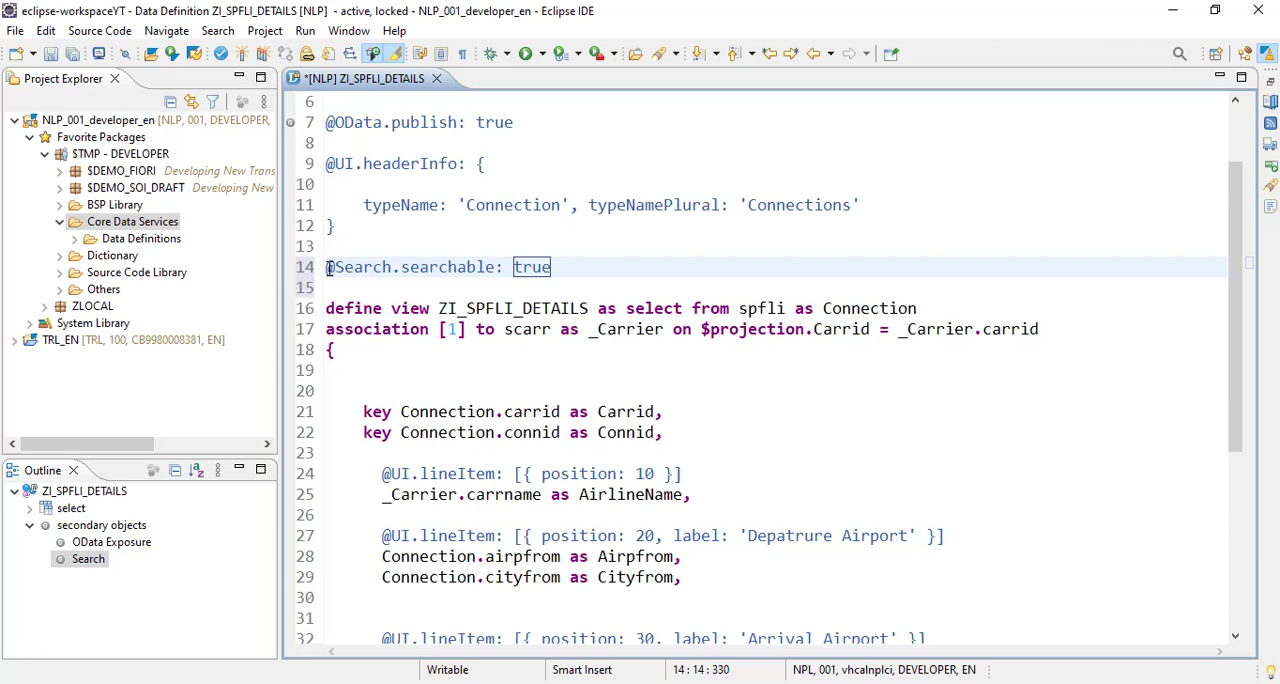 eclipse-workspaceYT - Data Definition ZI_SPFLI_DETAILS [NLP] - active, locked - NLP_001_developer_en - Eclipse IDE
File Edit Source Code Navigate Search Project Run Window Help
Project Explorer
NLP_001_developer_en [NLP, 001, DEVELOPER,
Favorite Packages
$TMP - DEVELOPER
$DEMO_FIORI Developing New Trans
$DEMO_SOI_DRAFT Developing New
BSP Library
Core Data Services
Data Definitions
Dictionary
Source Code Library
Others
ZLOCAL
System Library
TRL_EN [TRL, 100, CB9980008381, EN]
Outline
ZI_SPFLI_DETAILS
select
secondary objects
OData Exposure
Search
*[NLP] ZI_SPFLI_DETAILS
6
7 @OData.publish: true
8
9 @UI.headerInfo: {
10
11 typeName: 'Connection', typeNamePlural: 'Connections'
12 }
13
14 @Search.searchable: true
15
16 define view ZI_SPFLI_DETAILS as select from spfli as Connection
17 association [1] to scarr as _Carrier on $projection.Carrid = _Carrier.carrid
18 {
19
20
21 key Connection.carrid as Carrid,
22 key Connection.connid as Connid,
23
24 @UI.lineItem: [{ position: 10 }]
25 _Carrier.carrname as AirlineName,
26
27 @UI.lineItem: [{ position: 20, label: 'Depatrure Airport' }]
28 Connection.airpfrom as Airpfrom,
29 Connection.cityfrom as Cityfrom,
30
31
32 @UI.lineItem: [{ position: 30, label: 'Arrival Airport' }]
Writable Smart Insert 14 : 14 : 330 NPL, 001, vhcalnplci, DEVELOPER, EN